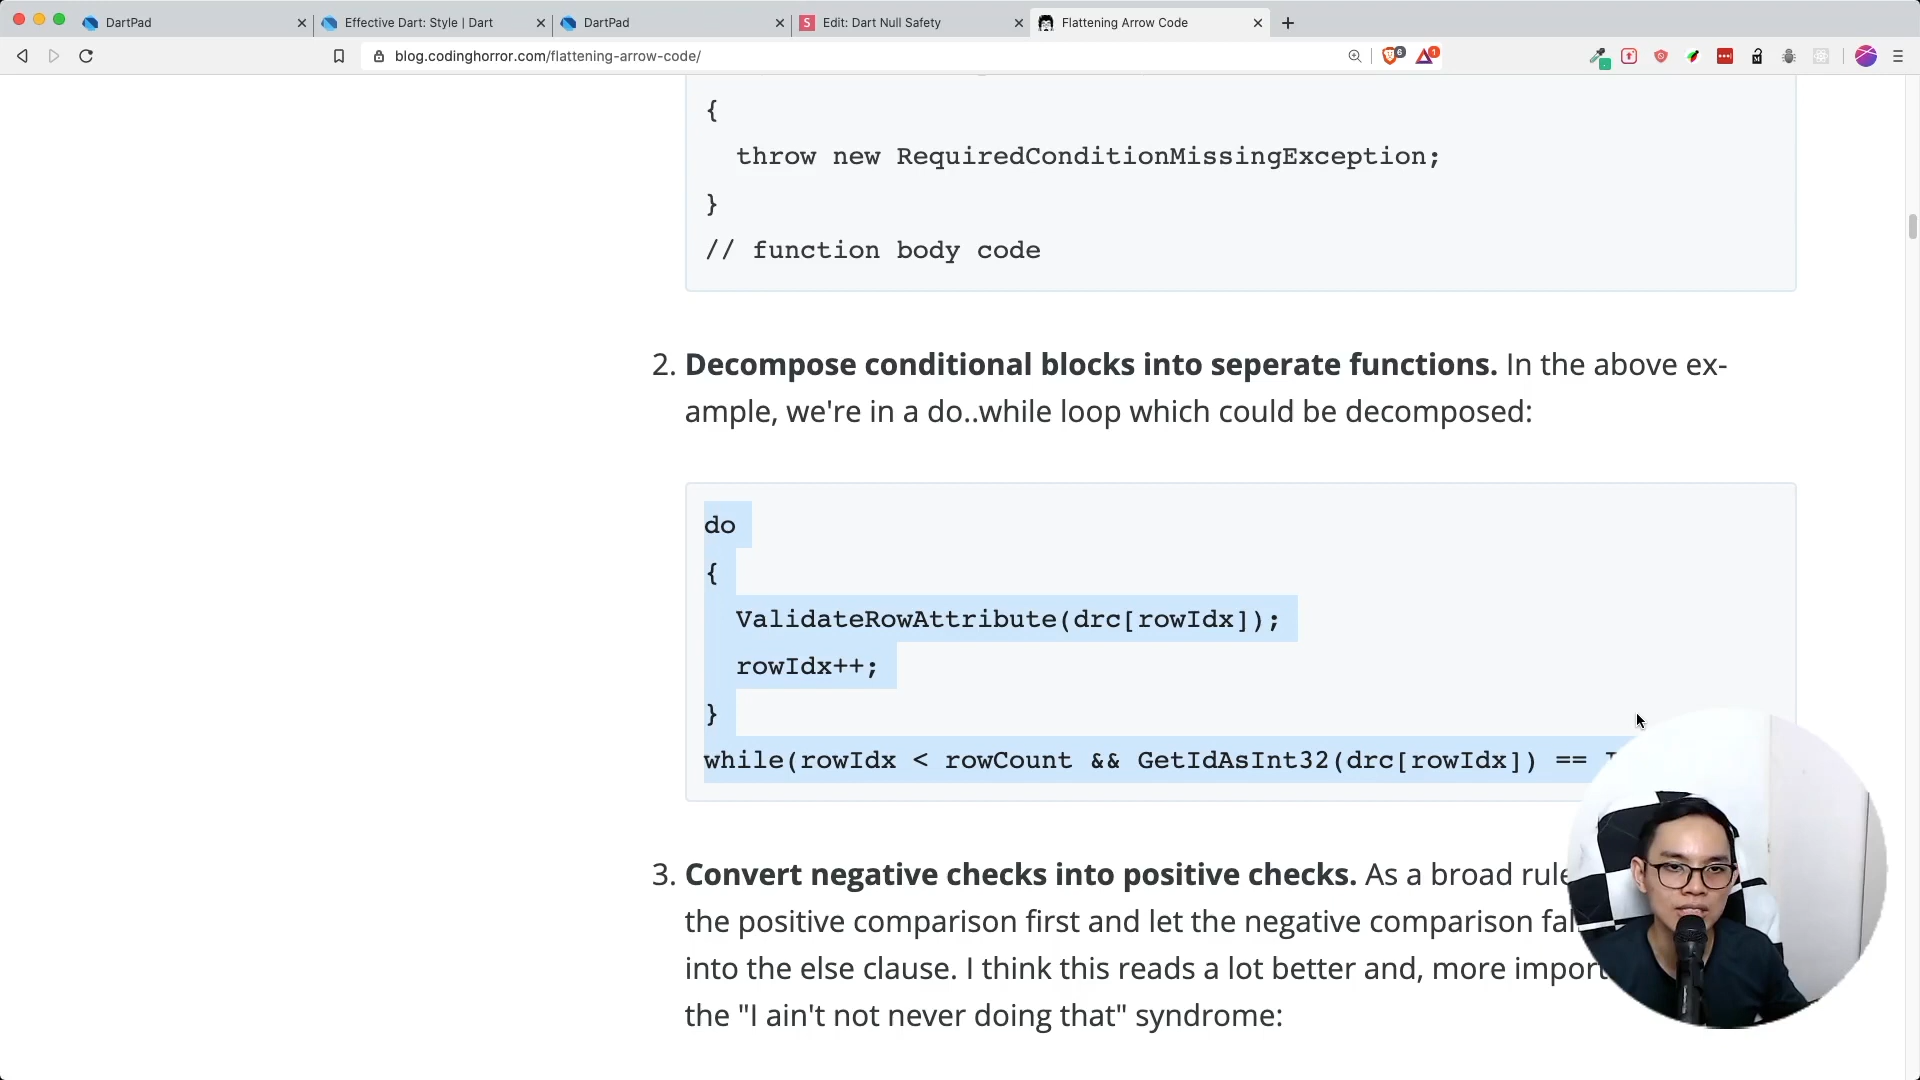 DartPad
Effective Dart: Style | Dart
DartPad
S Edit: Dart Null Safety
Flattening Arrow Code
blog.codinghorror.com/flattening-arrow-code/
6
1
{
throw new RequiredConditionMissingException;
}
// function body code
2. Decompose conditional blocks into seperate functions. In the above ex-
ample, we're in a do..while loop which could be decomposed:
do
{
ValidateRowAttribute(drc[rowIdx]);
rowIdx++;
}
while(rowIdx < rowCount && GetIdAsInt32(drc[rowIdx]) ==
3. Convert negative checks into positive checks. As a broad rule
the positive comparison first and let the negative comparison
into the else clause. I think this reads a lot better and, more
the "I ain't not never doing that" syndrome: